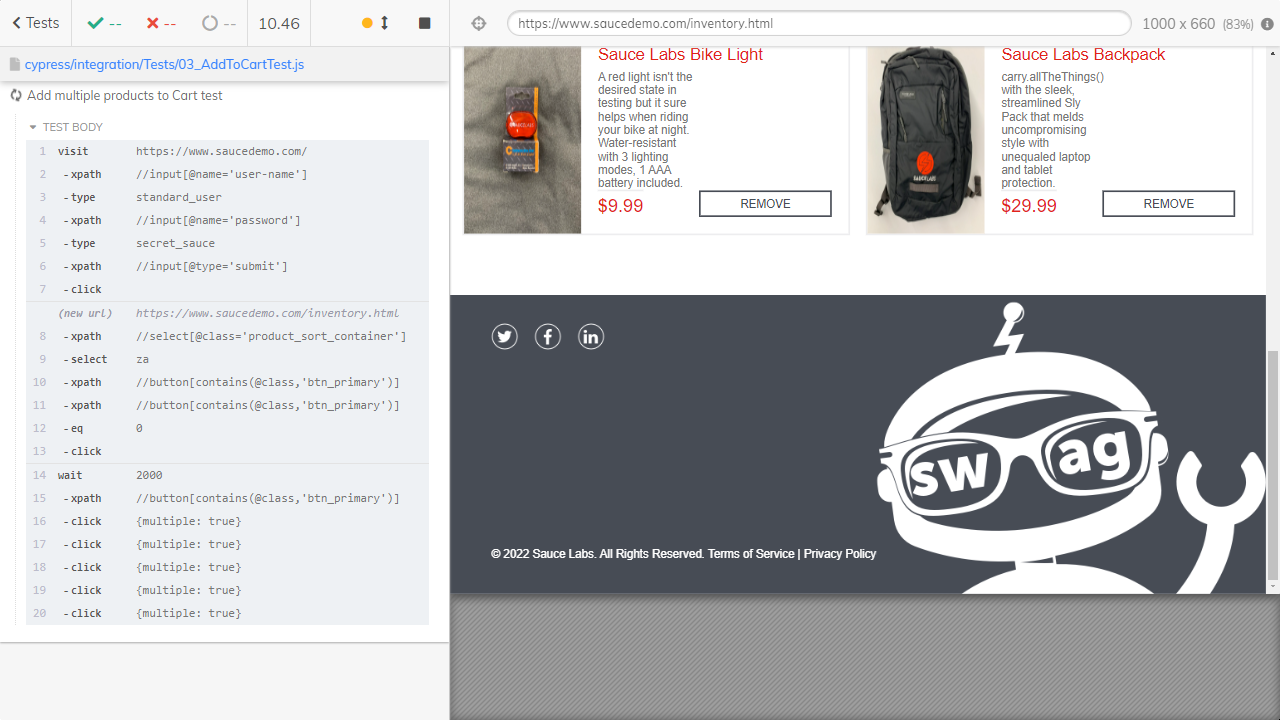 Tests
--
--
--
10.46
https://www.saucedemo.com/inventory.html
1000 x 660 (83%)
cypress/integration/Tests/03_AddToCartTest.js
Add multiple products to Cart test
TEST BODY
1 visit https://www.saucedemo.com/
2 -xpath //input[@name='user-name']
3 -type standard_user
4 -xpath //input[@name='password']
5 -type secret_sauce
6 -xpath //input[@type='submit']
7 -click
(new url) https://www.saucedemo.com/inventory.html
8 -xpath //select[@class='product_sort_container']
9 -select za
10 -xpath //button[contains(@class,'btn_primary')]
11 -xpath //button[contains(@class,'btn_primary')]
12 -eq 0
13 -click
14 wait 2000
15 -xpath //button[contains(@class,'btn_primary')]
16 -click {multiple: true}
17 -click {multiple: true}
18 -click {multiple: true}
19 -click {multiple: true}
20 -click {multiple: true}
Sauce Labs Bike Light
A red light isn't the
desired state in
testing but it sure
helps when riding
your bike at night.
Water-resistant
with 3 lighting
modes, 1 AAA
battery included.
$9.99
REMOVE
Sauce Labs Backpack
carry.allTheThings()
with the sleek,
streamlined Sly
Pack that melds
uncompromising
style with
unequaled laptop
and tablet
protection.
$29.99
REMOVE
SAUCELABS
sw ag
© 2022 Sauce Labs. All Rights Reserved. Terms of Service | Privacy Policy